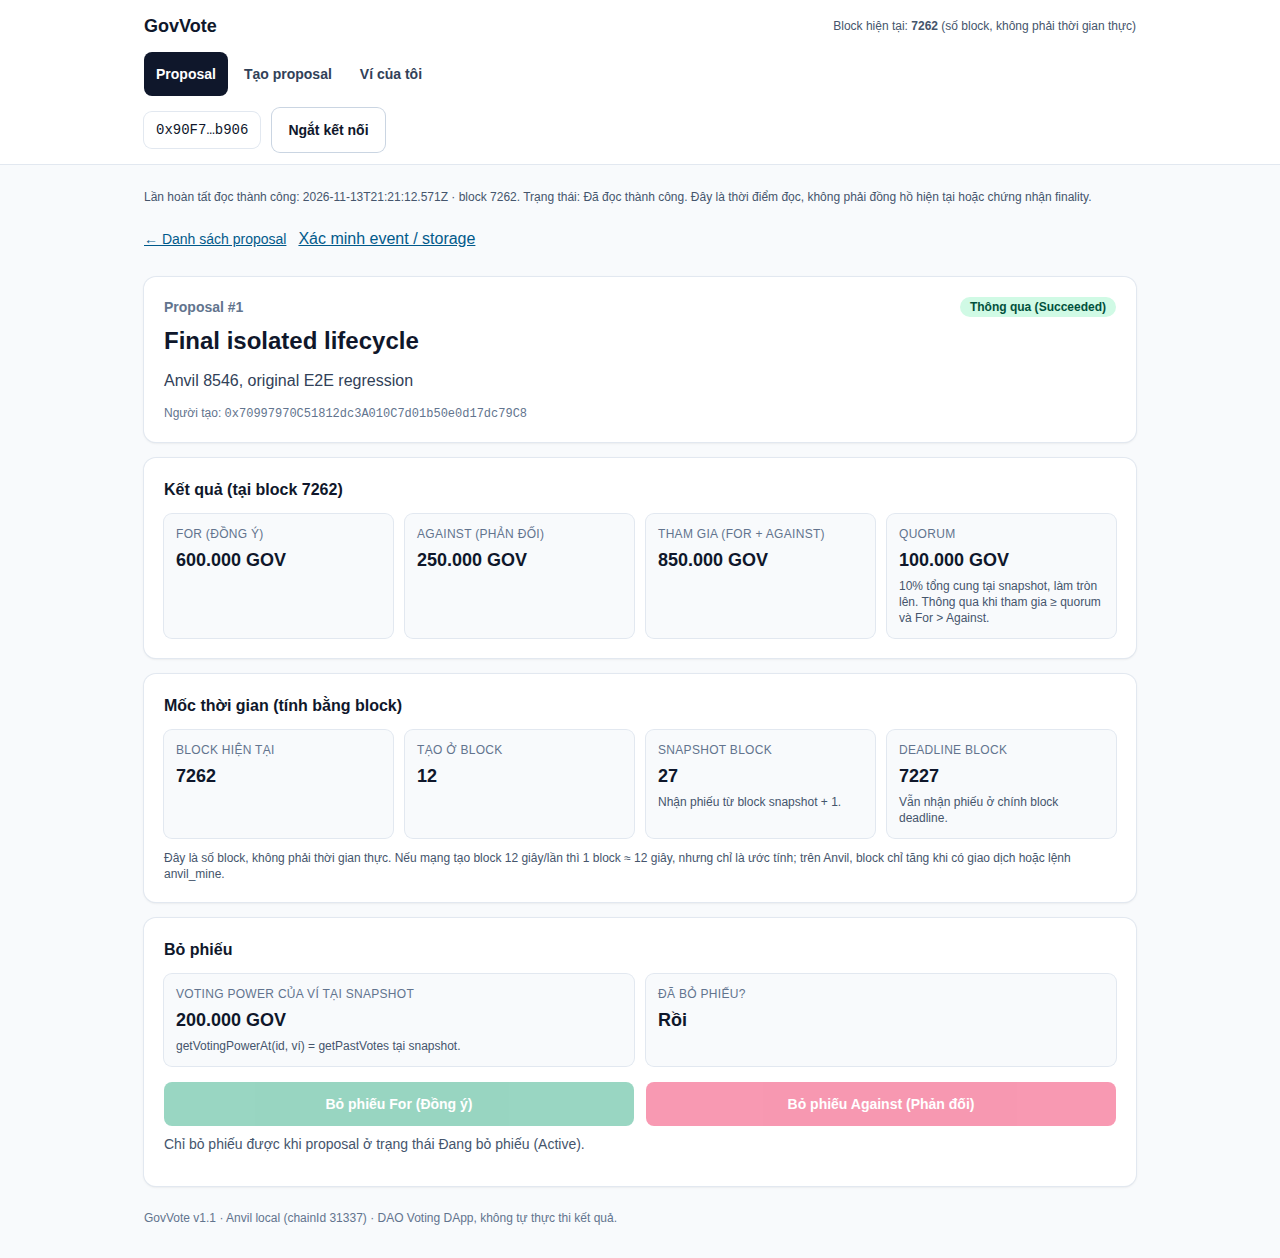 GovVote
Block hiện tại: 7262 (số block, không phải thời gian thực)
Proposal
Tạo proposal
Ví của tôi
0x90F7…b906
Ngắt kết nối
Lần hoàn tất đọc thành công: 2026-11-13T21:21:12.571Z · block 7262. Trạng thái: Đã đọc thành công. Đây là thời điểm đọc, không phải đồng hồ hiện tại hoặc chứng nhận finality.
← Danh sách proposal
Xác minh event / storage
Proposal #1
Thông qua (Succeeded)
Final isolated lifecycle
Anvil 8546, original E2E regression
Người tạo: 0x70997970C51812dc3A010C7d01b50e0d17dc79C8
Kết quả (tại block 7262)
FOR (ĐỒNG Ý)
600.000 GOV
AGAINST (PHẢN ĐỐI)
250.000 GOV
THAM GIA (FOR + AGAINST)
850.000 GOV
QUORUM
100.000 GOV
10% tổng cung tại snapshot, làm tròn
lên. Thông qua khi tham gia ≥ quorum
và For > Against.
Mốc thời gian (tính bằng block)
BLOCK HIỆN TẠI
7262
TẠO Ở BLOCK
12
SNAPSHOT BLOCK
27
Nhận phiếu từ block snapshot + 1.
DEADLINE BLOCK
7227
Vẫn nhận phiếu ở chính block
deadline.
Đây là số block, không phải thời gian thực. Nếu mạng tạo block 12 giây/lần thì 1 block ≈ 12 giây, nhưng chỉ là ước tính; trên Anvil, block chỉ tăng khi có giao dịch hoặc lệnh
anvil_mine.
Bỏ phiếu
VOTING POWER CỦA VÍ TẠI SNAPSHOT
200.000 GOV
getVotingPowerAt(id, ví) = getPastVotes tại snapshot.
ĐÃ BỎ PHIẾU?
Rồi
Bỏ phiếu For (Đồng ý)
Bỏ phiếu Against (Phản đối)
Chỉ bỏ phiếu được khi proposal ở trạng thái Đang bỏ phiếu (Active).
GovVote v1.1 · Anvil local (chainId 31337) · DAO Voting DApp, không tự thực thi kết quả.